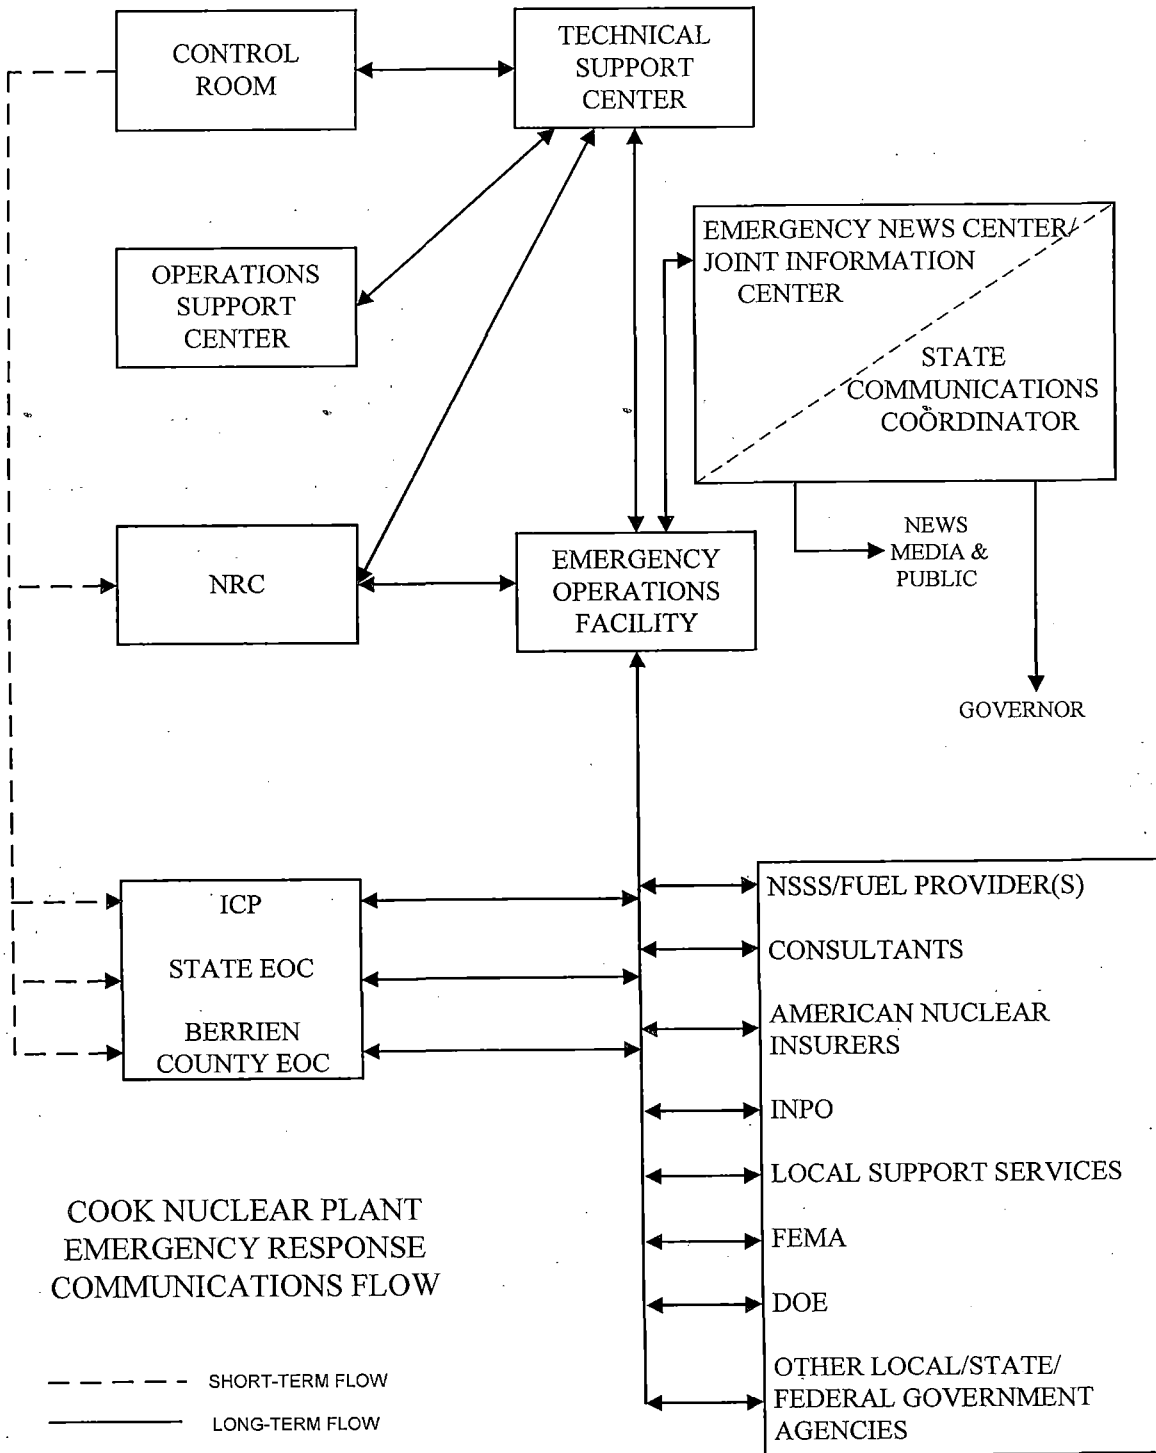 CONTROL
ROOM
TECHNICAL
SUPPORT
CENTER
OPERATIONS
SUPPORT
CENTER
EMERGENCY NEWS CENTER/
JOINT INFORMATION
CENTER
STATE
COMMUNICATIONS
COORDINATOR
NRC
EMERGENCY
OPERATIONS
FACILITY
NEWS
MEDIA &
PUBLIC
GOVERNOR
ICP
STATE EOC
BERRIEN
COUNTY EOC
NSSS/FUEL PROVIDER(S)
CONSULTANTS
AMERICAN NUCLEAR
INSURERS
INPO
LOCAL SUPPORT SERVICES
FEMA
DOE
OTHER LOCAL/STATE/
FEDERAL GOVERNMENT
AGENCIES
COOK NUCLEAR PLANT
EMERGENCY RESPONSE
COMMUNICATIONS FLOW
SHORT-TERM FLOW
LONG-TERM FLOW